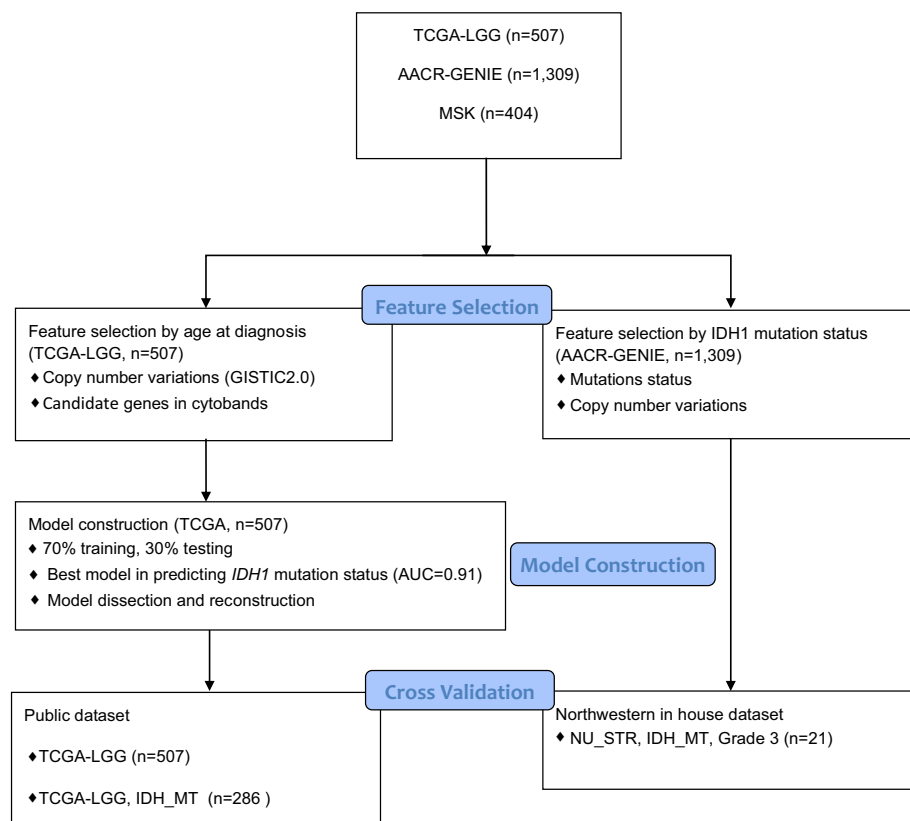 TCGA-LGG (n=507)
AACR-GENIE (n=1,309)
MSK (n=404)
Feature Selection
Feature selection by age at diagnosis
(TCGA-LGG, n=507)
♦ Copy number variations (GISTIC2.0)
♦ Candidate genes in cytobands
Feature selection by IDH1 mutation status
(AACR-GENIE, n=1,309)
♦ Mutations status
♦ Copy number variations
Model construction (TCGA, n=507)
♦ 70% training, 30% testing
♦ Best model in predicting IDH1 mutation status (AUC=0.91)
♦ Model dissection and reconstruction
Model Construction
Cross Validation
Public dataset
♦TCGA-LGG (n=507)
♦TCGA-LGG, IDH_MT (n=286 )
Northwestern in house dataset
♦ NU_STR, IDH_MT, Grade 3 (n=21)